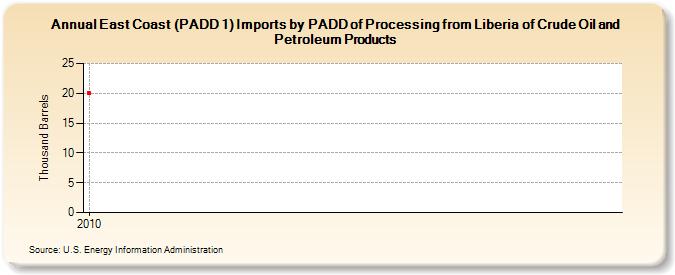 Annual East Coast (PADD 1) Imports by PADD of Processing from Liberia of Crude Oil and
Petroleum Products
Thousand Barrels
25
20
15
10
5
0
2010
Source: U.S. Energy Information Administration